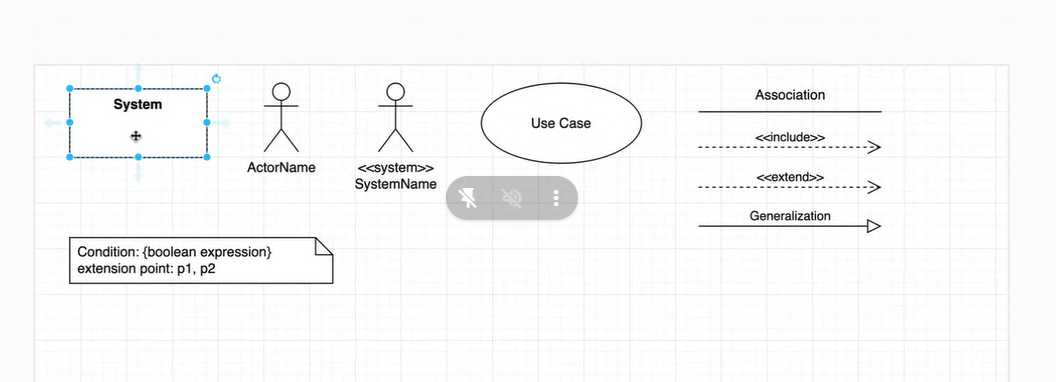 System
ActorName
<<system>>
SystemName
Use Case
Association
<<include>>
<<extend>>
Generalization
Condition: {boolean expression}
extension point: p1, p2